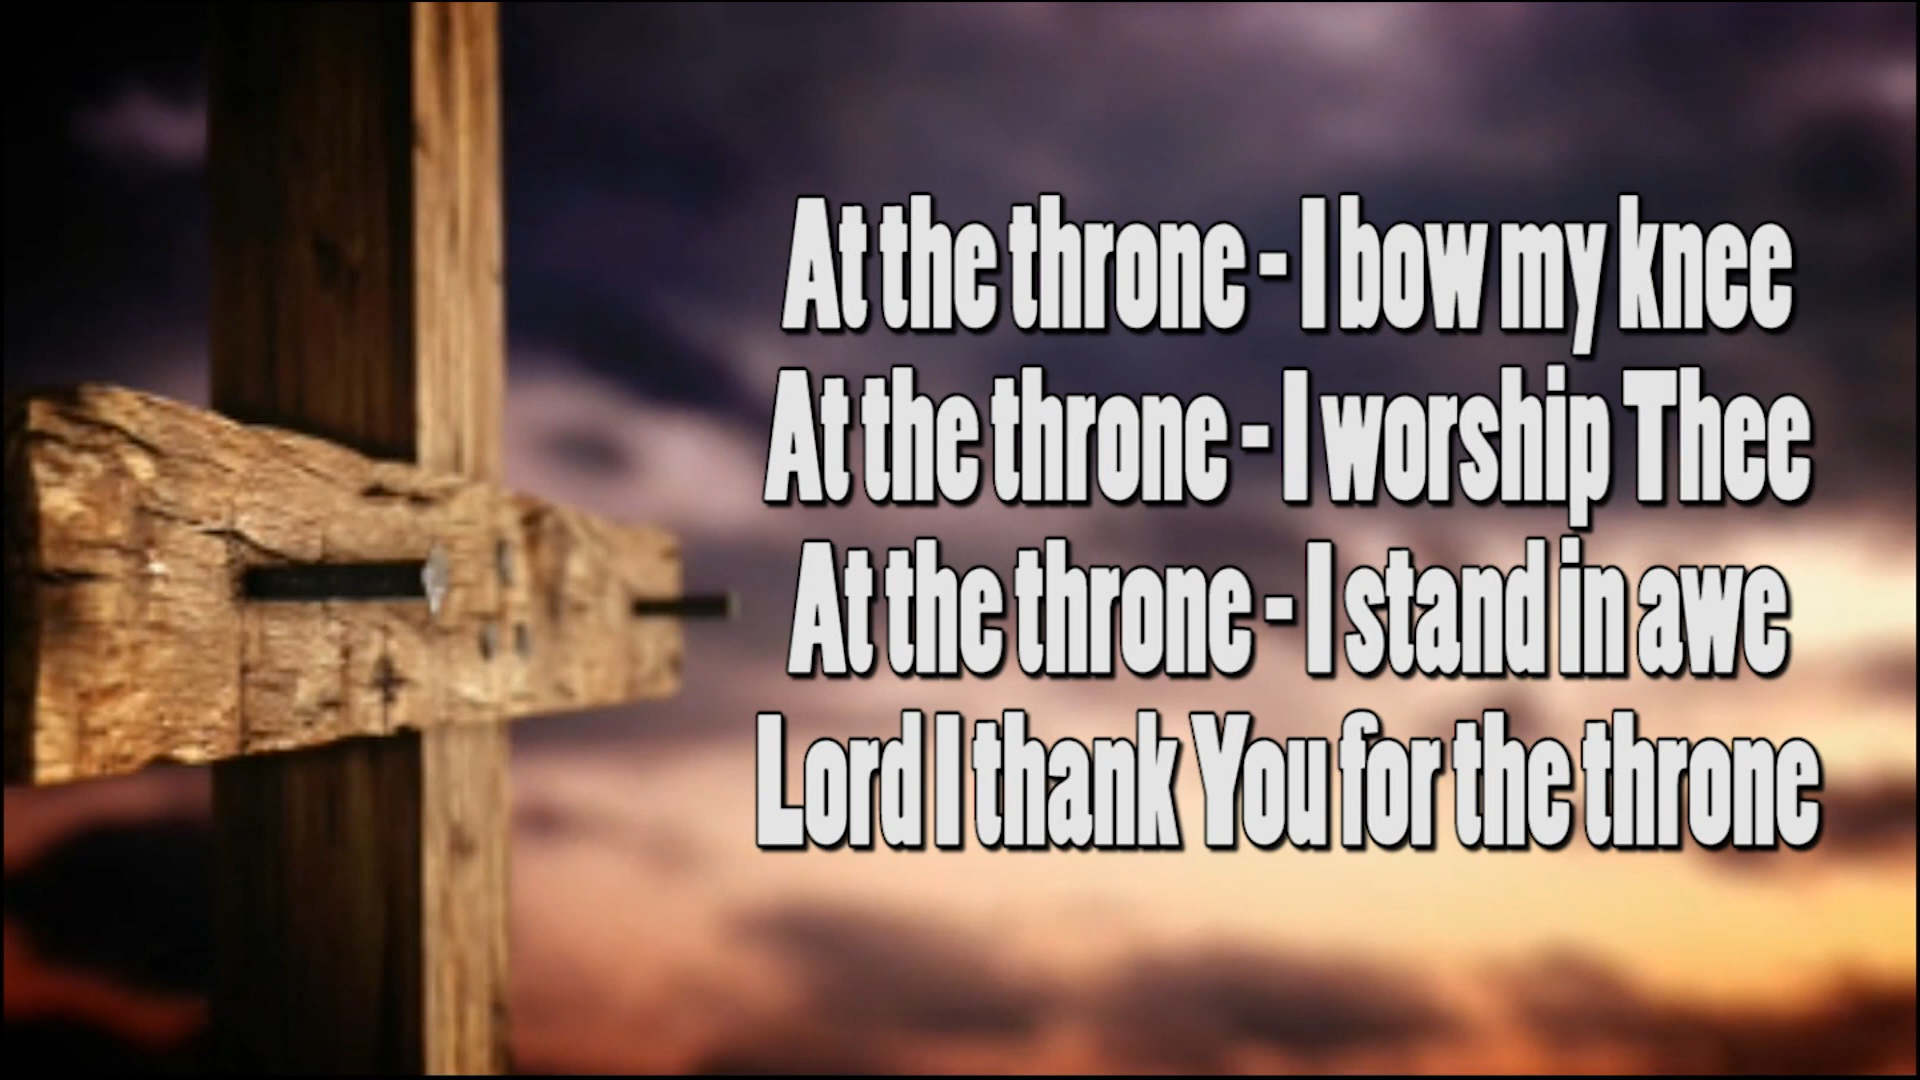 At the throne - I bow my knee
At the throne - I worship Thee
At the throne - I stand in awe
Lord I thank You for the throne